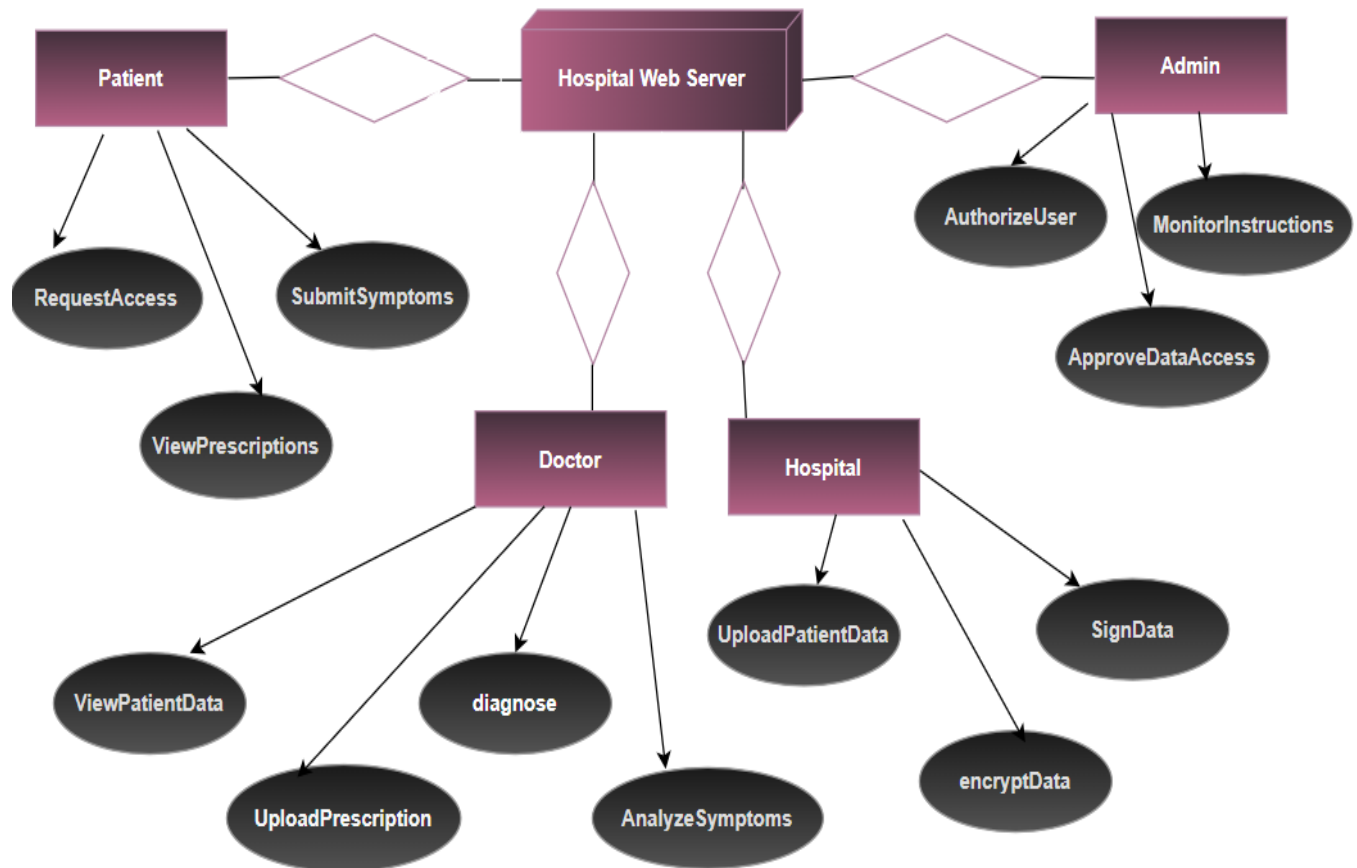 Patient
Hospital Web Server
Admin
AuthorizeUser
MonitorInstructions
RequestAccess
SubmitSymptoms
ApproveDataAccess
ViewPrescriptions
Doctor
Hospital
UploadPatientData
SignData
ViewPatientData
diagnose
encryptData
UploadPrescription
AnalyzeSymptoms